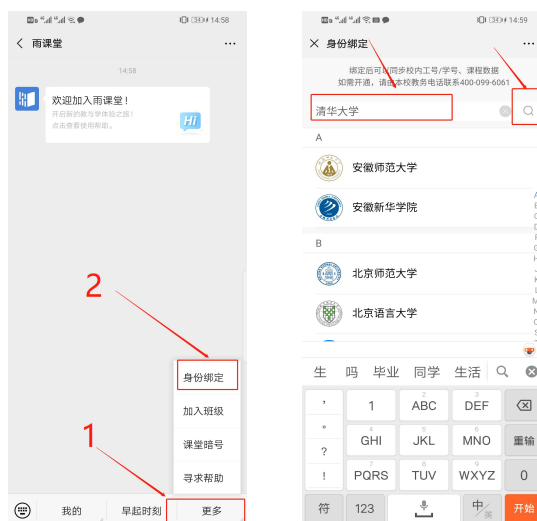 14:58
雨课堂
14:58
欢迎加入雨课堂！
开启新的教与学体验之旅！
点击查看使用帮助。
Hi
2
身份绑定
加入班级
1
课堂暗号
寻求帮助
我的
早起时刻
更多
14:59
身份绑定
绑定后可以同步校内工号/学号、课程数据
如需开通，请由本校教务电话联系400-099-6061
清华大学
A
安徽师范大学
安徽新华学院
B
北京师范大学
北京语言大学
生 吗 毕业 同学 生活
, 1 ABC DEF
。 GHI JKL MNO 重输
?
! PQRS TUV WXYZ 0
符 123 中/英 开始